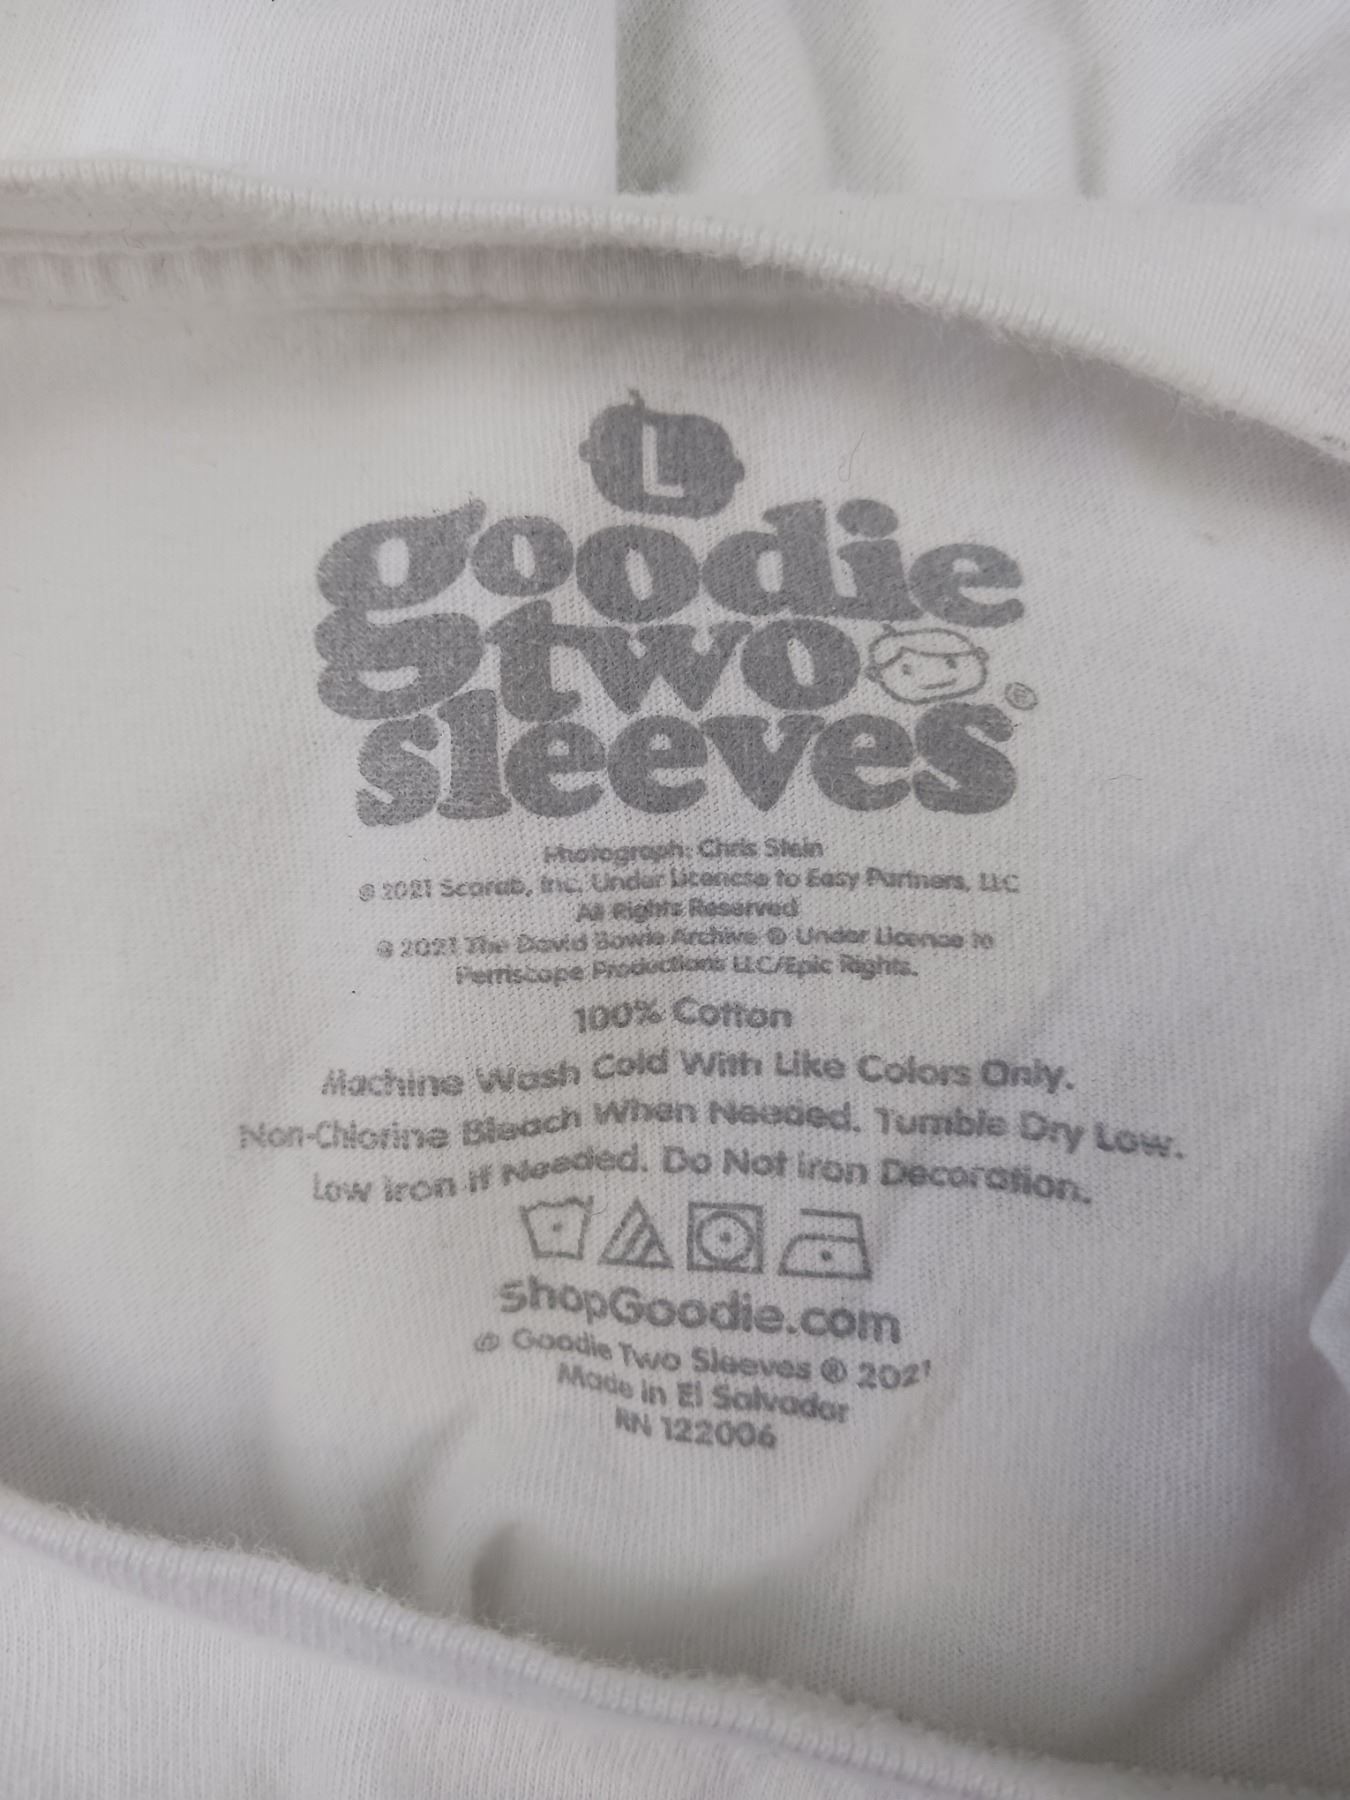 L
goodie
two
sleeves®
Photograph: Chris Stein
© 2021 Scarab, Inc. Under Licencse to Easy Partners, LLC
All Rights Reserved
© 2021 The David Bowie Archive ® Under Licence to
Perriscope Productions LLC/Epic Rights.
100% Cotton
Machine Wash Cold With Like Colors Only.
Non-Chlorine Bleach When Needed. Tumble Dry Low.
Low Iron If Needed. Do Not Iron Decoration.
shopGoodie.com
© Goodie Two Sleeves ® 2021
Made in El Salvador
RN 122006